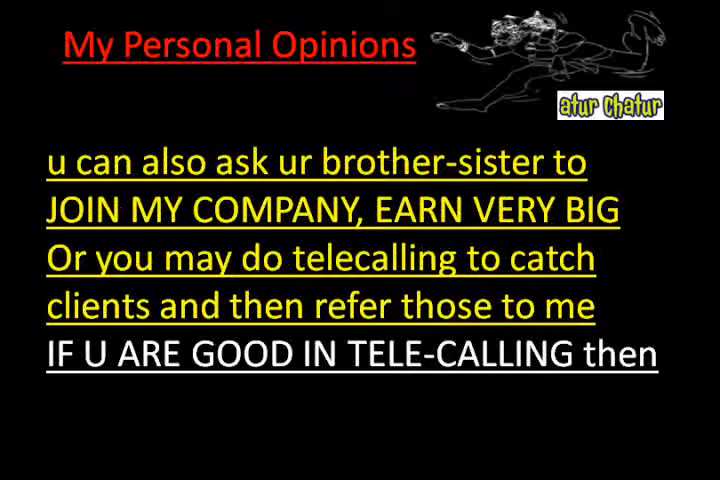 My Personal Opinions
atur Chatur
u can also ask ur brother-sister to
JOIN MY COMPANY, EARN VERY BIG
Or you may do telecalling to catch
clients and then refer those to me
IF U ARE GOOD IN TELE-CALLING then